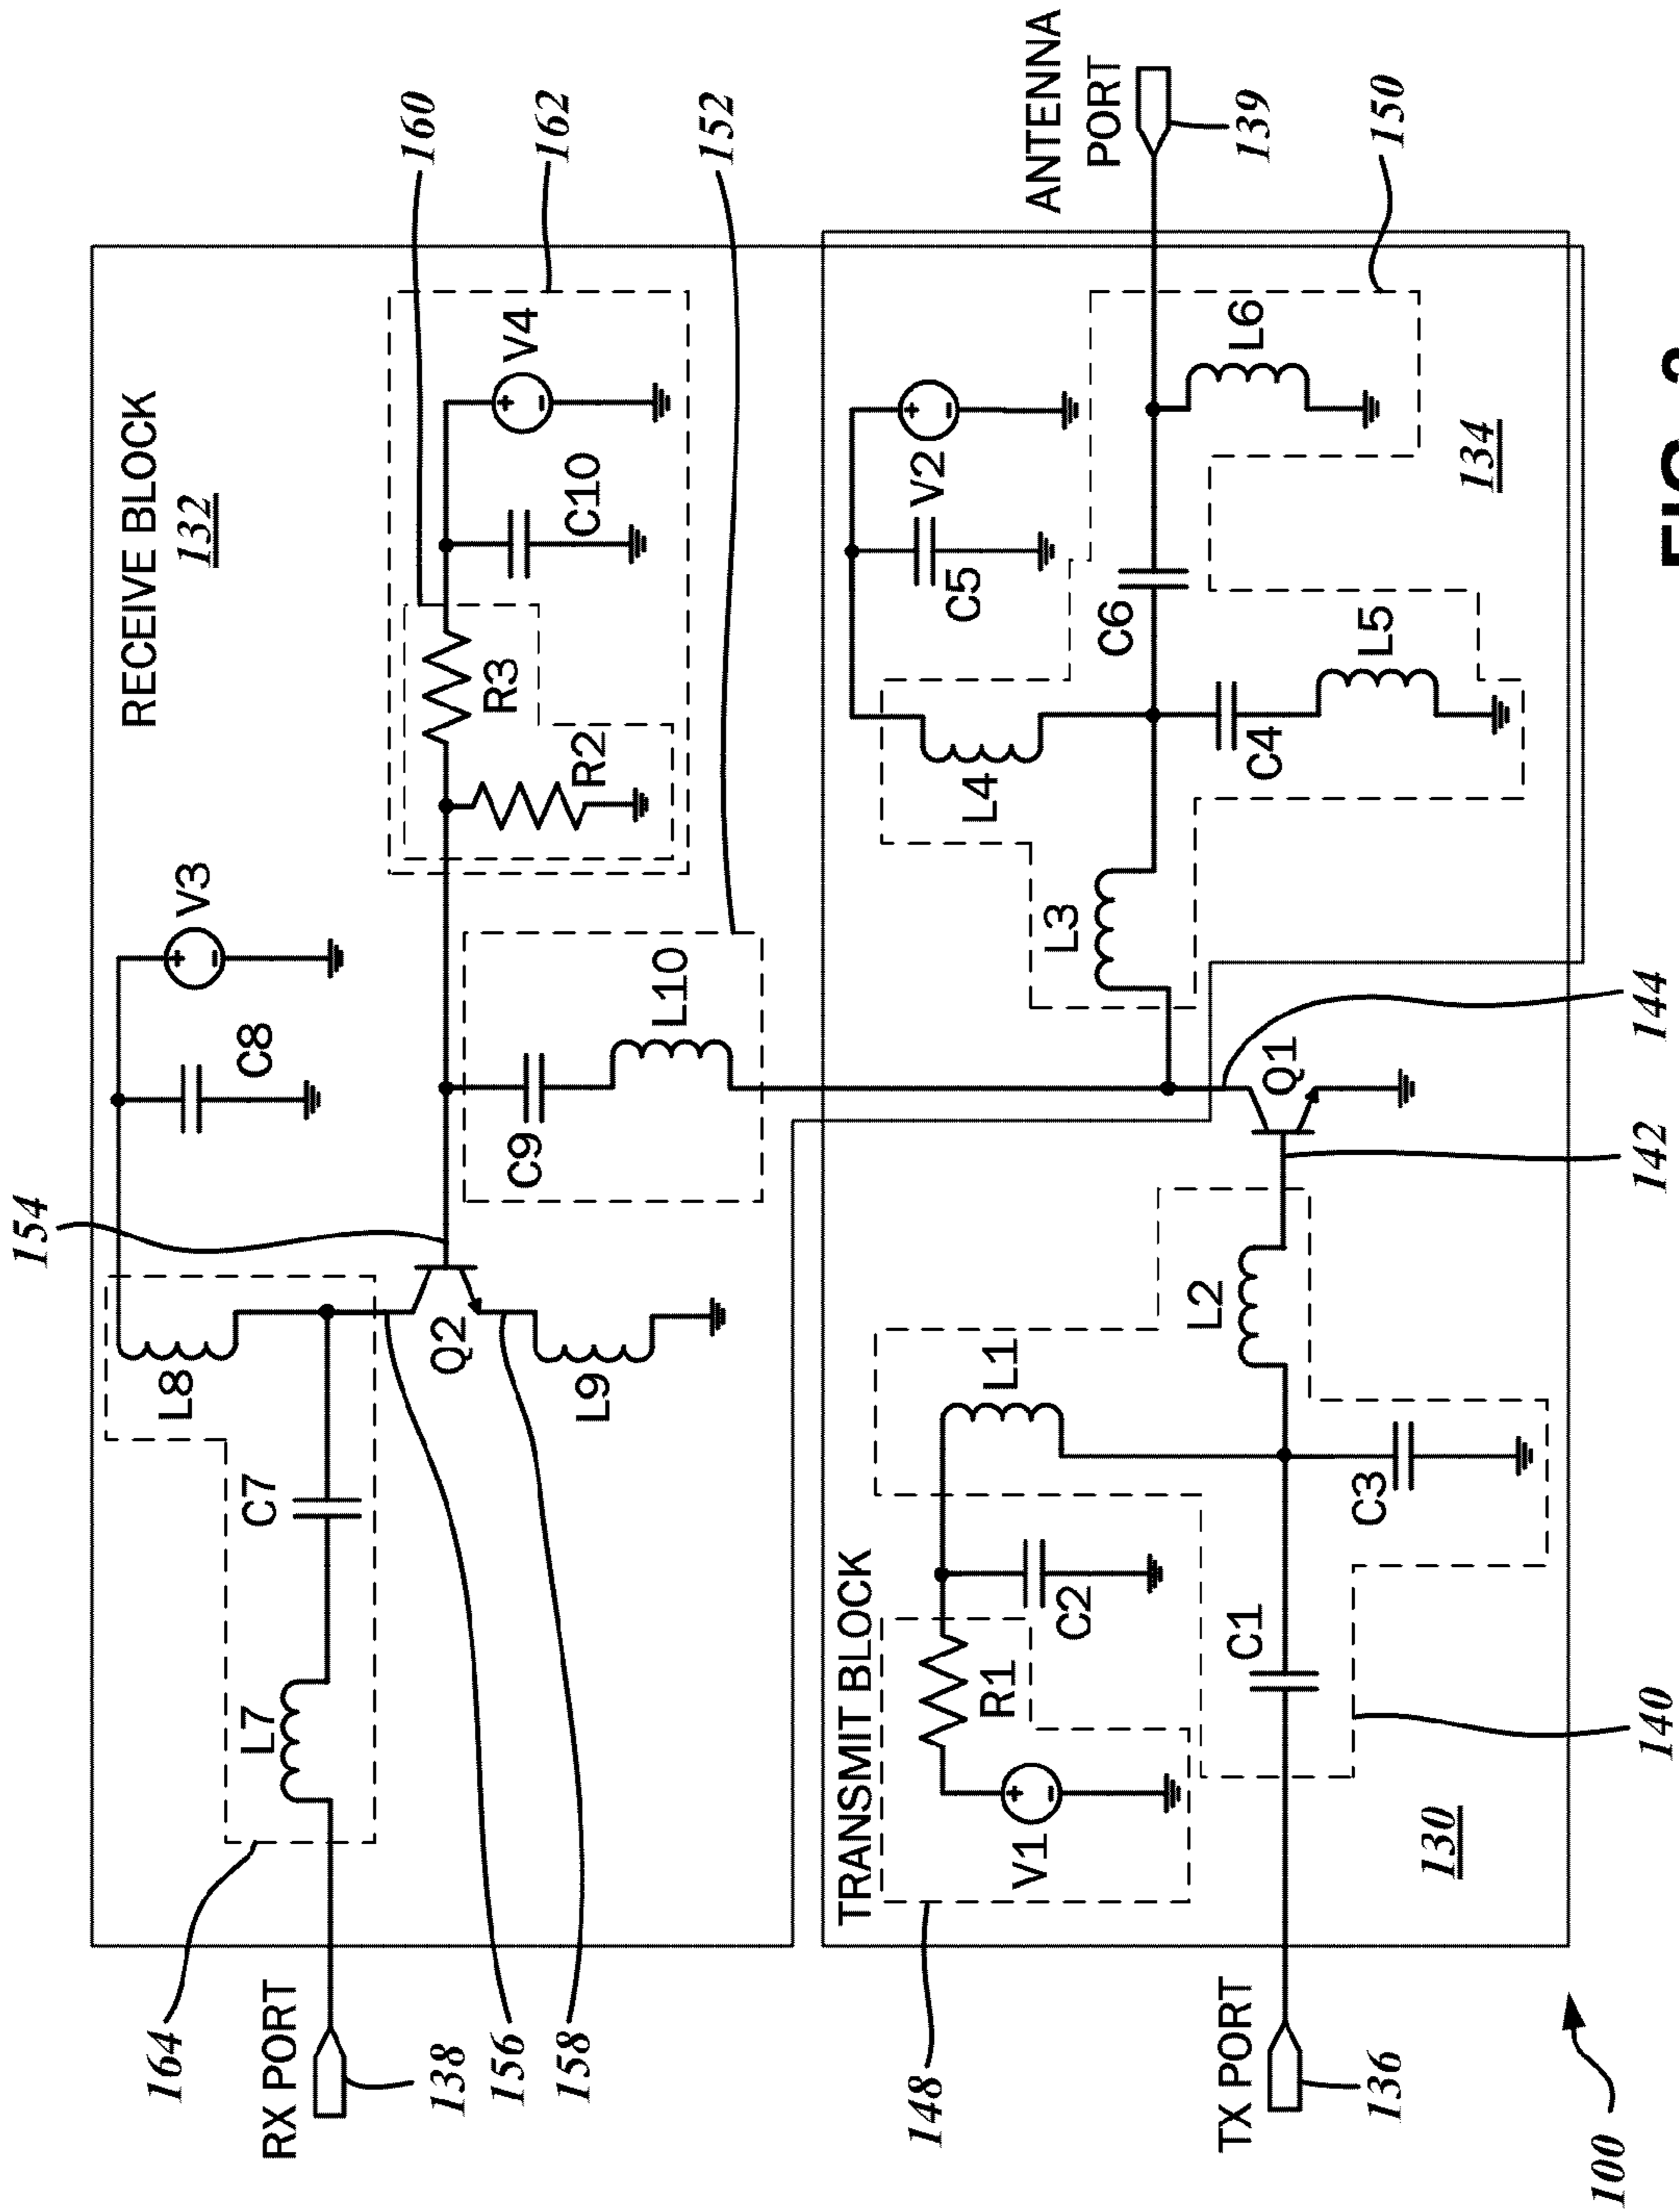 RECEIVE BLOCK
132
154
V3
C8
L8
C7
L7
164
RX PORT
138
156
158
Q2
L9
C9
L10
152
160
162
R3
R2
C10
V4
TRANSMIT BLOCK
148
V1
R1
C2
L1
C1
C3
L2
TX PORT
136
130
140
142
144
Q1
L3
L4
C5
V2
C6
C4
L5
L6
134
150
ANTENNA
PORT
139
100